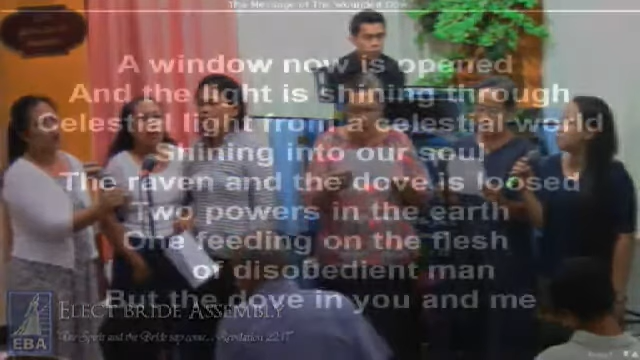 The Message of The Wounded Dove
A window now is opened
And the light is shining through
Celestial light from a celestial world
Shining into our soul
The raven and the dove is loosed
Two powers in the earth
One feeding on the flesh
of disobedient man
But the dove in you and me
ELECT BRIDE ASSEMBLY
"The Spirit and the Bride say come... - Revelation 22:17"
EBA